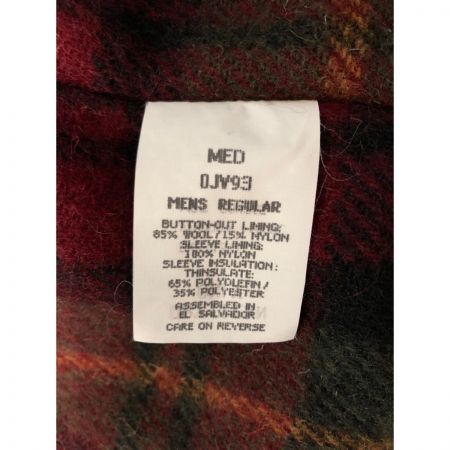 MED
0JV93
MENS REGULAR
BUTTON-OUT LINING:
85% WOOL/15% NYLON
SLEEVE LINING:
100% NYLON
SLEEVE INSULATION:
THINSULATE:
65% POLYOLEFIN/
35% POLYESTER
ASSEMBLED IN
EL SALVADOR
CARE ON REVERSE